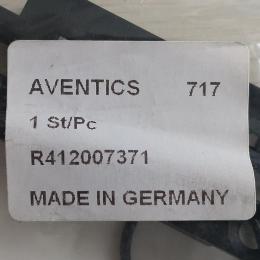 AVENTICS 717
1 St/Pc
R412007371
MADE IN GERMANY